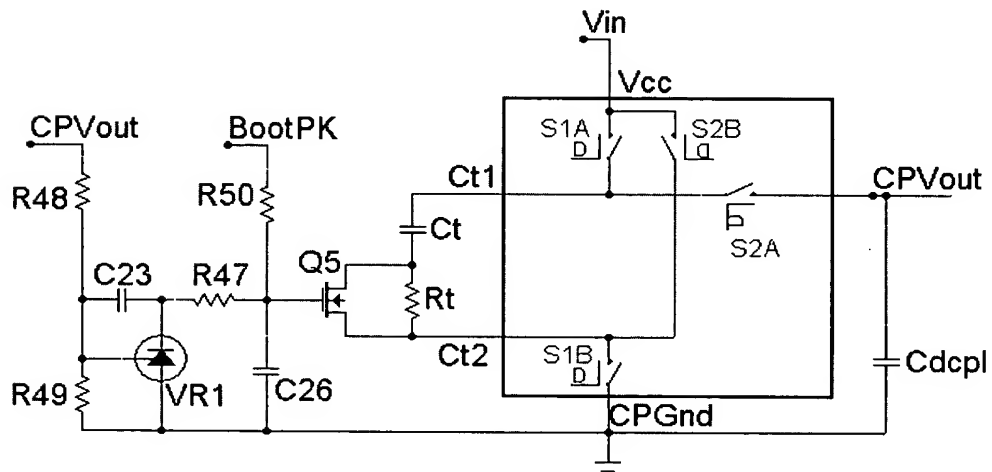 Vin
Vcc
CPVout
BootPK
S1A
S2B
D
Ct1
CPVout
R48
R50
Ct
S2A
Q5
C23
R47
Rt
Ct2
S1B
D
Cdcpl
R49
VR1
C26
CPGnd